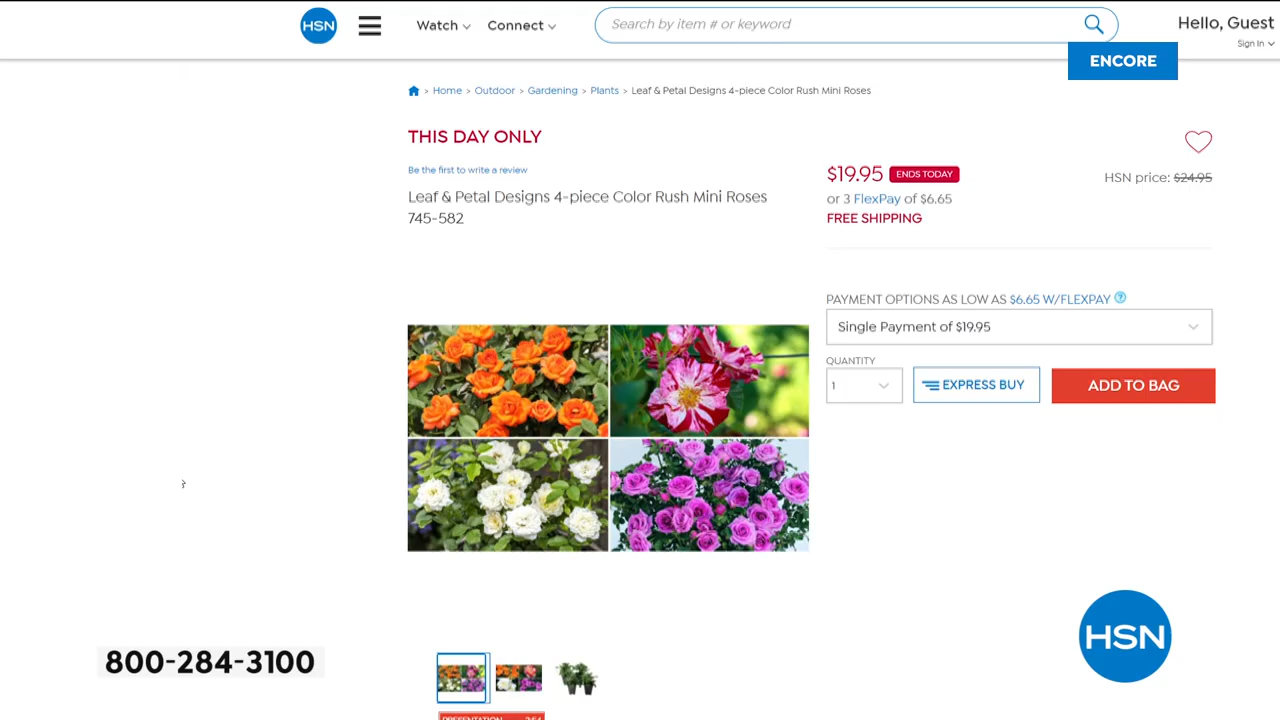 HSN
Watch
Connect
Search by item # or keyword
Hello, Guest
Sign In
ENCORE
> Home > Outdoor > Gardening > Plants > Leaf & Petal Designs 4-piece Color Rush Mini Roses
THIS DAY ONLY
Be the first to write a review
Leaf & Petal Designs 4-piece Color Rush Mini Roses
745-582
$19.95 ENDS TODAY
HSN price: $24.95
or 3 FlexPay of $6.65
FREE SHIPPING
PAYMENT OPTIONS AS LOW AS $6.65 W/FLEXPAY ?
Single Payment of $19.95
QUANTITY
1
EXPRESS BUY
ADD TO BAG
800-284-3100
HSN